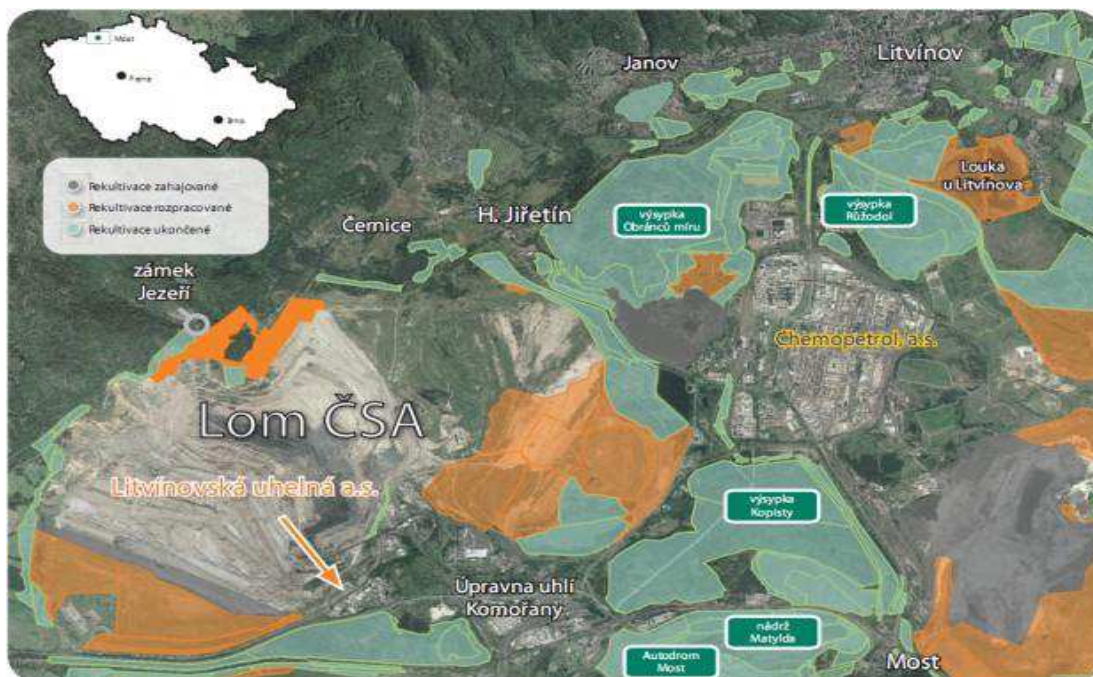 Most
Praha
Brno
Rekultivace zahajované
Rekultivace rozpracované
Rekultivace ukončené
Janov
Litvínov
Louka
u Litvínova
výsypka
Obránců míru
výsypka
Růžodol
H. Jiřetín
Černice
zámek
Jezeří
Chemopetrol, a.s.
Lom ČSA
Litvínovská uhelná a.s.
výsypka
Kopisty
Úpravna uhlí
Komořany
nádrž
Matylda
Autodrom
Most
Most